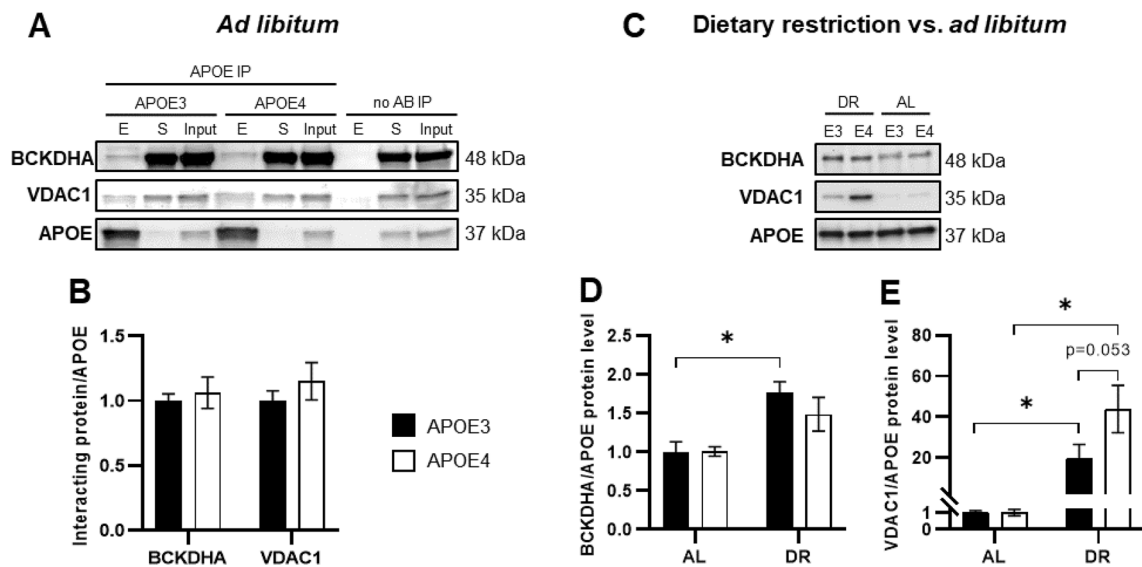 A
Ad libitum
APOE IP
APOE3 APOE4 no AB IP
E S Input E S Input E S Input
BCKDHA 48 kDa
VDAC1 35 kDa
APOE 37 kDa
B
Interacting protein/APOE
1.5
1.0
0.5
0.0
BCKDHA VDAC1
APOE3
APOE4
C
Dietary restriction vs. ad libitum
DR AL
E3 E4 E3 E4
BCKDHA 48 kDa
VDAC1 35 kDa
APOE 37 kDa
D
BCKDHA/APOE protein level
2.5
2.0
1.5
1.0
0.5
0.0
*
AL DR
E
VDAC1/APOE protein level
80
60
40
20
1
0
*
p=0.053
*
AL DR